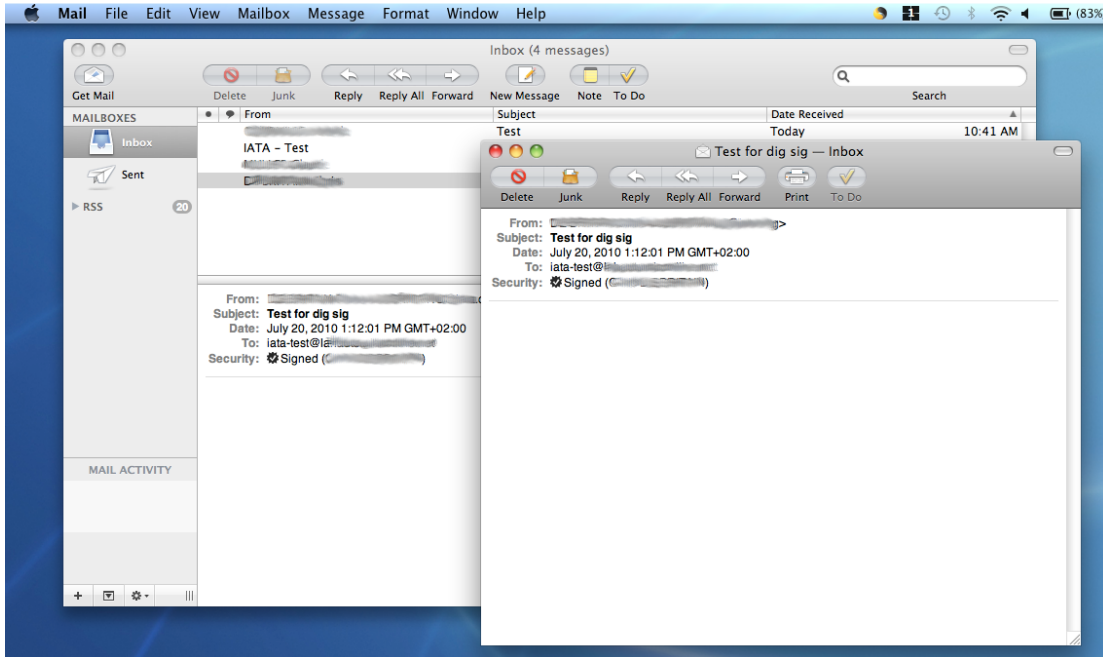 Mail File Edit View Mailbox Message Format Window Help 1 (83%
Inbox (4 messages)
Get Mail Delete Junk Reply Reply All Forward New Message Note To Do Search
MAILBOXES From Subject Date Received
Inbox
Sent
RSS 20
Test Today 10:41 AM
IATA – Test
From:
Subject: Test for dig sig
Date: July 20, 2010 1:12:01 PM GMT+02:00
To: iata-test@
Security: Signed ( )
MAIL ACTIVITY
Test for dig sig — Inbox
Delete Junk Reply Reply All Forward Print To Do
From: >
Subject: Test for dig sig
Date: July 20, 2010 1:12:01 PM GMT+02:00
To: iata-test@
Security: Signed ( )